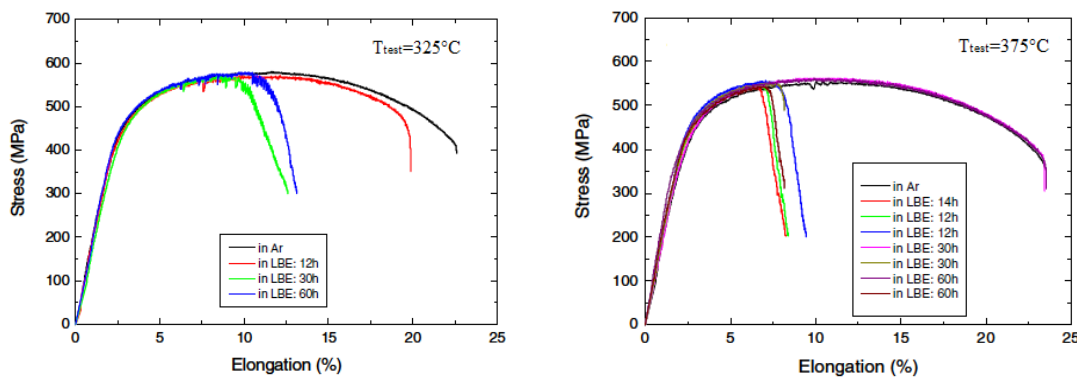 700
600
500
400
300
200
100
0
Stress (MPa)
Ttest=325°C
in Ar
in LBE: 12h
in LBE: 30h
in LBE: 60h
0 5 10 15 20 25
Elongation (%)
700
600
500
400
300
200
100
0
Stress (MPa)
Ttest=375°C
in Ar
in LBE: 14h
in LBE: 12h
in LBE: 12h
in LBE: 30h
in LBE: 30h
in LBE: 60h
in LBE: 60h
0 5 10 15 20 25
Elongation (%)